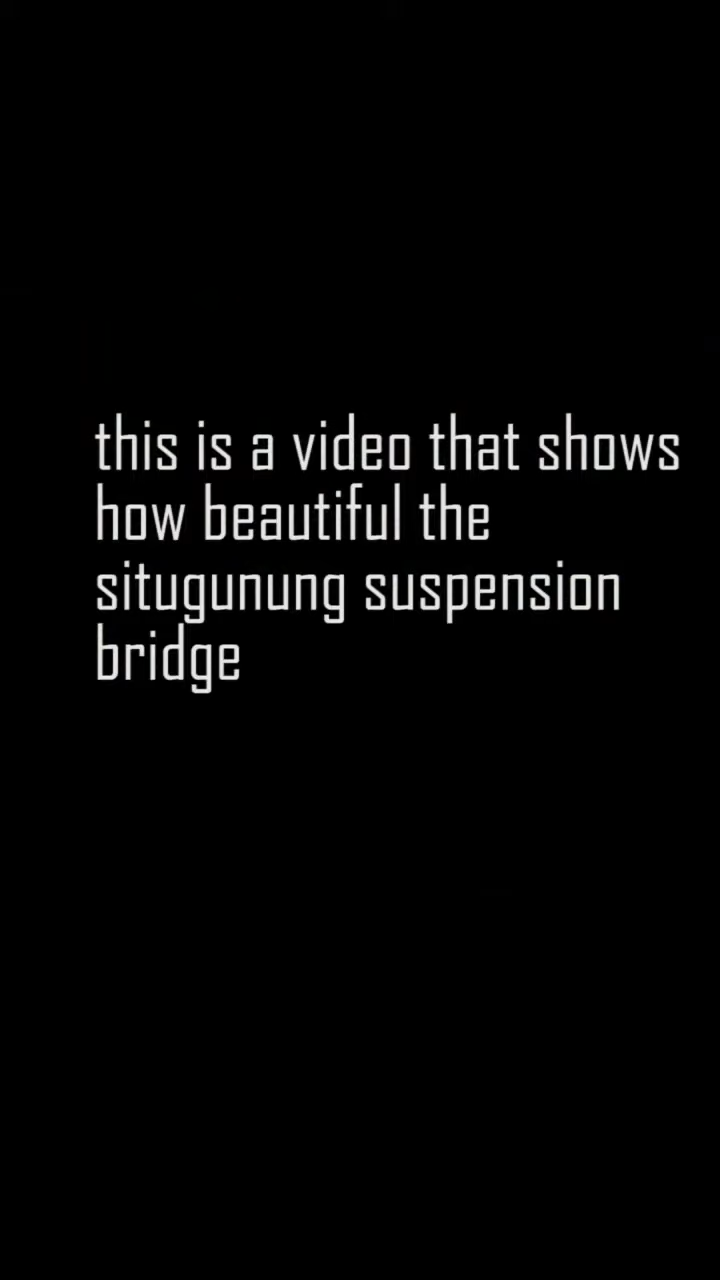 this is a video that shows
how beautiful the
situgunung suspension
bridge